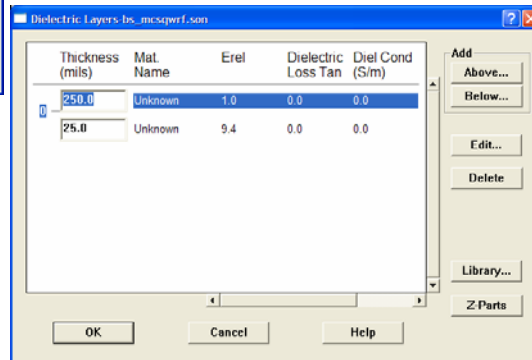 Dielectric Layers-bs_mcsqwrf.son
Thickness (mils) Mat. Name Erel Dielectric Loss Tan Diel Cond (S/m)
0
250.0 Unknown 1.0 0.0 0.0
25.0 Unknown 9.4 0.0 0.0
Add
Above...
Below...
Edit...
Delete
Library...
Z-Parts
OK Cancel Help